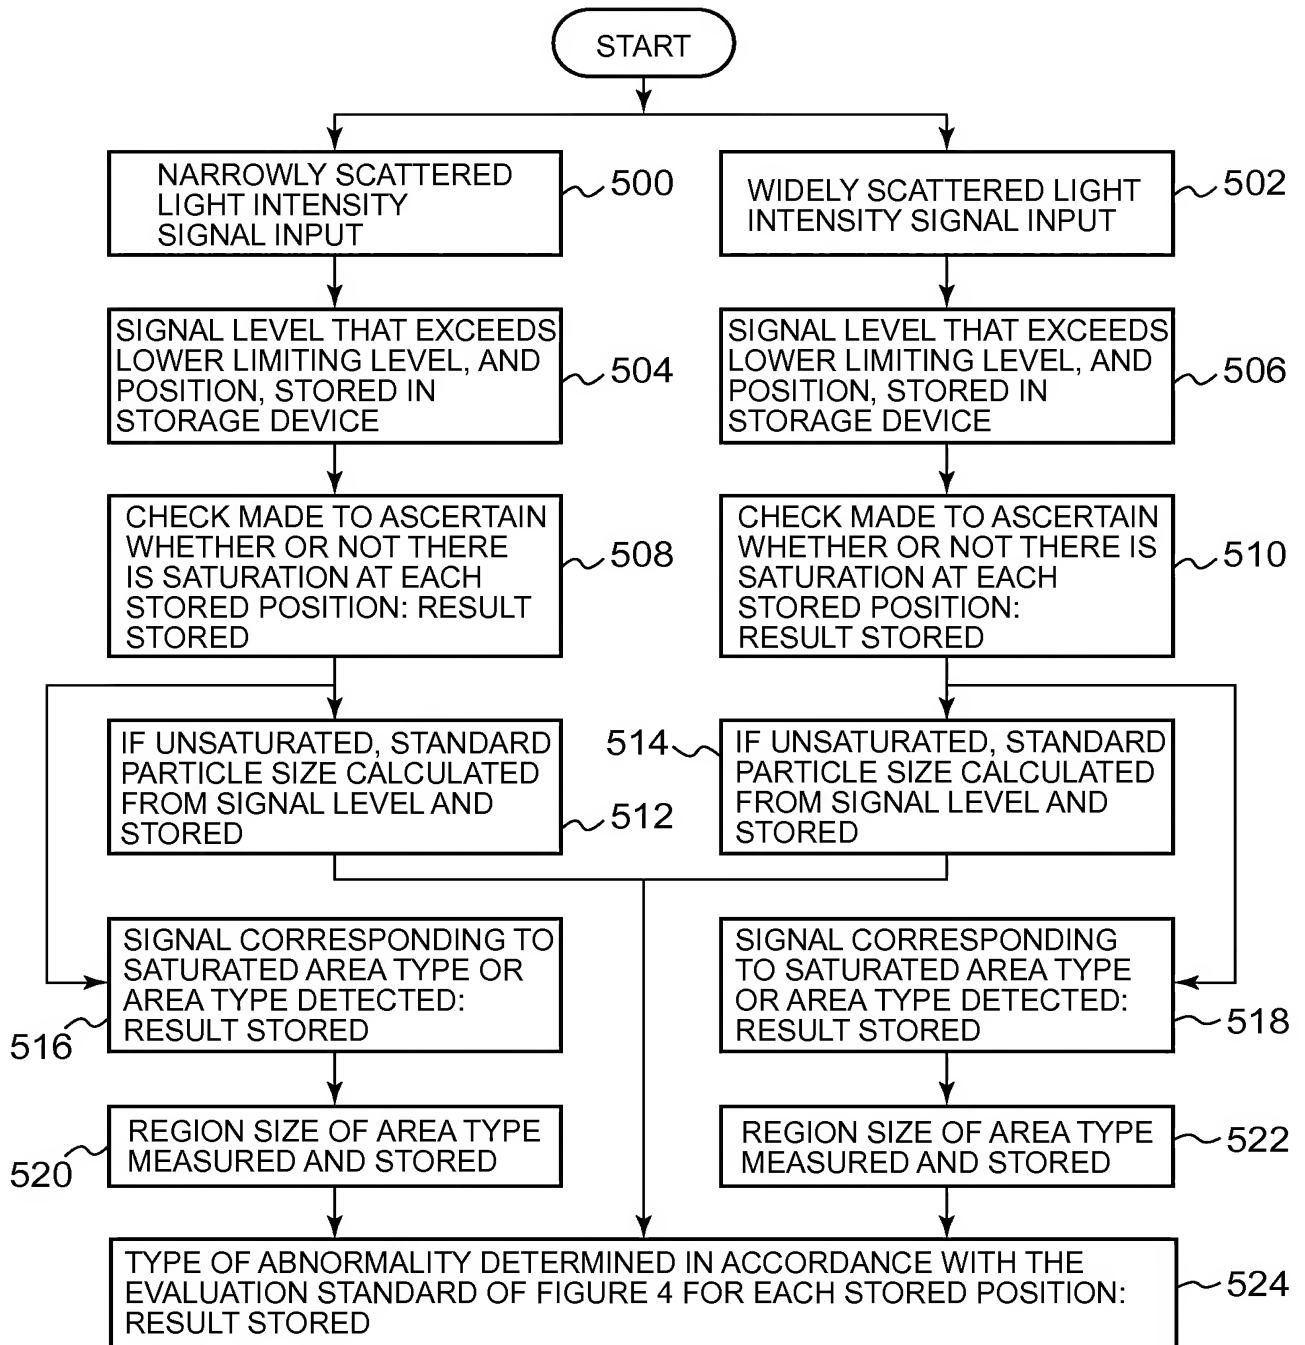 START
NARROWLY SCATTERED
LIGHT INTENSITY
SIGNAL INPUT
500
WIDELY SCATTERED LIGHT
INTENSITY SIGNAL INPUT
502
SIGNAL LEVEL THAT EXCEEDS
LOWER LIMITING LEVEL, AND
POSITION, STORED IN
STORAGE DEVICE
504
SIGNAL LEVEL THAT EXCEEDS
LOWER LIMITING LEVEL, AND
POSITION, STORED IN
STORAGE DEVICE
506
CHECK MADE TO ASCERTAIN
WHETHER OR NOT THERE
IS SATURATION AT EACH
STORED POSITION: RESULT
STORED
508
CHECK MADE TO ASCERTAIN
WHETHER OR NOT THERE IS
SATURATION AT EACH
STORED POSITION:
RESULT STORED
510
IF UNSATURATED, STANDARD
PARTICLE SIZE CALCULATED
FROM SIGNAL LEVEL AND
STORED
512
514
IF UNSATURATED, STANDARD
PARTICLE SIZE CALCULATED
FROM SIGNAL LEVEL AND
STORED
SIGNAL CORRESPONDING TO
SATURATED AREA TYPE OR
AREA TYPE DETECTED:
RESULT STORED
516
SIGNAL CORRESPONDING
TO SATURATED AREA TYPE
OR AREA TYPE DETECTED:
RESULT STORED
518
REGION SIZE OF AREA TYPE
MEASURED AND STORED
520
REGION SIZE OF AREA TYPE
MEASURED AND STORED
522
TYPE OF ABNORMALITY DETERMINED IN ACCORDANCE WITH THE
EVALUATION STANDARD OF FIGURE 4 FOR EACH STORED POSITION:
RESULT STORED
524